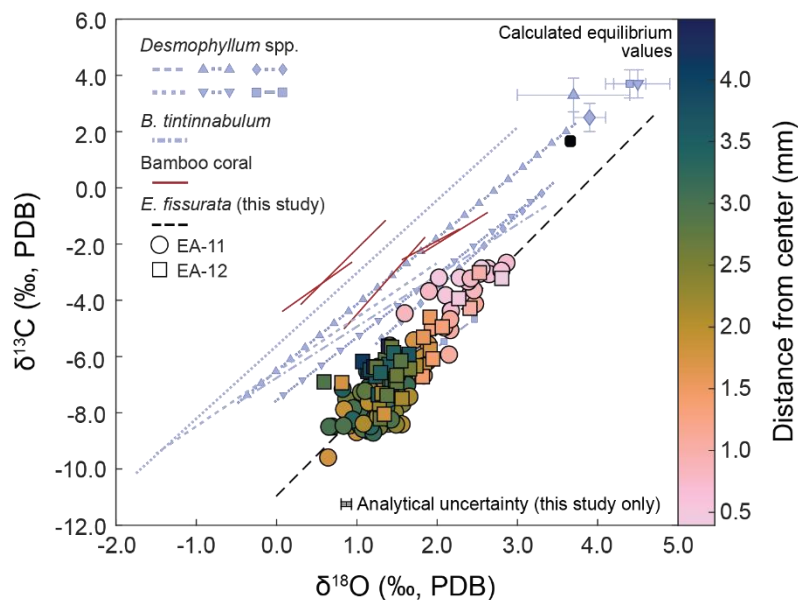 6.0
4.0
2.0
0.0
-2.0
-4.0
-6.0
-8.0
-10.0
-12.0
δ13C (‰, PDB)
Desmophyllum spp.
B. tintinnabulum
Bamboo coral
E. fissurata (this study)
EA-11
EA-12
Calculated equilibrium
values
Analytical uncertainty (this study only)
-2.0 -1.0 0.0 1.0 2.0 3.0 4.0 5.0
δ18O (‰, PDB)
4.0
3.5
3.0
2.5
2.0
1.5
1.0
0.5
Distance from center (mm)